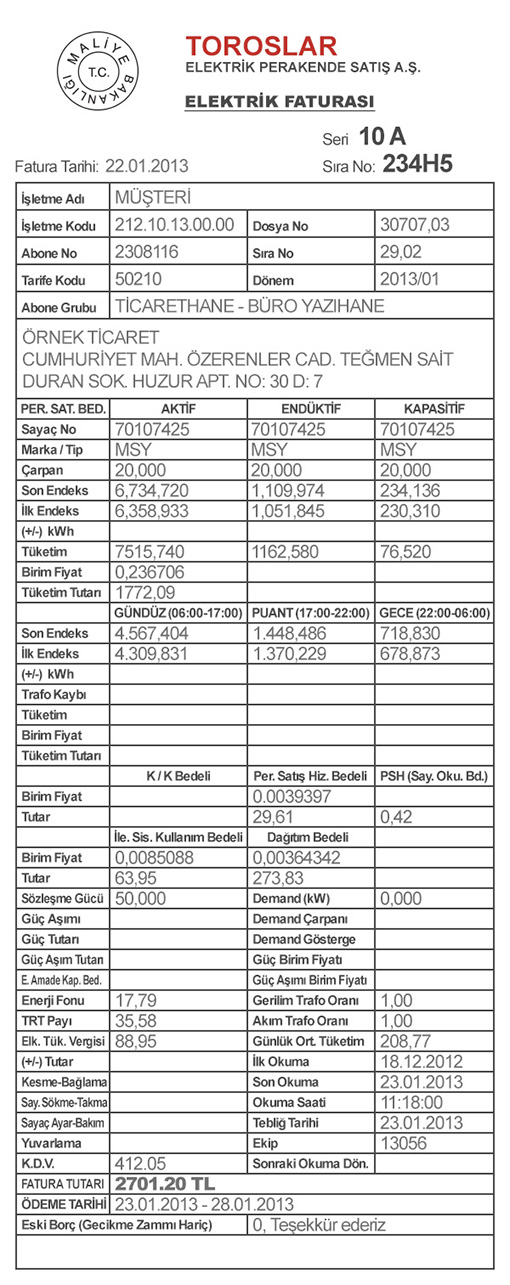 MALİYE BAKANLIĞI
T.C.
TOROSLAR
ELEKTRİK PERAKENDE SATIŞ A.Ş.
ELEKTRİK FATURASI
Seri 10 A
Fatura Tarihi: 22.01.2013 Sıra No: 234H5
İşletme Adı MÜŞTERİ
İşletme Kodu 212.10.13.00.00 Dosya No 30707,03
Abone No 2308116 Sıra No 29,02
Tarife Kodu 50210 Dönem 2013/01
Abone Grubu TİCARETHANE - BÜRO YAZIHANE
ÖRNEK TİCARET
CUMHURİYET MAH. ÖZERENLER CAD. TEĞMEN SAİT
DURAN SOK. HUZUR APT. NO: 30 D: 7
PER. SAT. BED. AKTİF ENDÜKTİF KAPASİTİF
Sayaç No 70107425 70107425 70107425
Marka / Tip MSY MSY MSY
Çarpan 20,000 20,000 20,000
Son Endeks 6,734,720 1,109,974 234,136
İlk Endeks 6,358,933 1,051,845 230,310
(+/-) kWh
Tüketim 7515,740 1162,580 76,520
Birim Fiyat 0,236706
Tüketim Tutarı 1772,09
GÜNDÜZ (06:00-17:00) PUANT (17:00-22:00) GECE (22:00-06:00)
Son Endeks 4.567,404 1.448,486 718,830
İlk Endeks 4.309,831 1.370,229 678,873
(+/-) kWh
Trafo Kaybı
Tüketim
Birim Fiyat
Tüketim Tutarı
K / K Bedeli Per. Satış Hiz. Bedeli PSH (Say. Oku. Bd.)
Birim Fiyat 0.0039397
Tutar 29,61 0,42
İle. Sis. Kullanım Bedeli Dağıtım Bedeli
Birim Fiyat 0,0085088 0,00364342
Tutar 63,95 273,83
Sözleşme Gücü 50,000 Demand (kW) 0,000
Güç Aşımı Demand Çarpanı
Güç Tutarı Demand Gösterge
Güç Aşım Tutarı Güç Birim Fiyatı
E. Amade Kap. Bed. Güç Aşımı Birim Fiyatı
Enerji Fonu 17,79 Gerilim Trafo Oranı 1,00
TRT Payı 35,58 Akım Trafo Oranı 1,00
Elk. Tük. Vergisi 88,95 Günlük Ort. Tüketim 208,77
(+/-) Tutar İlk Okuma 18.12.2012
Kesme-Bağlama Son Okuma 23.01.2013
Say. Sökme-Takma Okuma Saati 11:18:00
Sayaç Ayar-Bakım Tebliğ Tarihi 23.01.2013
Yuvarlama Ekip 13056
K.D.V. 412.05 Sonraki Okuma Dön.
FATURA TUTARI 2701.20 TL
ÖDEME TARİHİ 23.01.2013 - 28.01.2013
Eski Borç (Gecikme Zammı Hariç) 0, Teşekkür ederiz